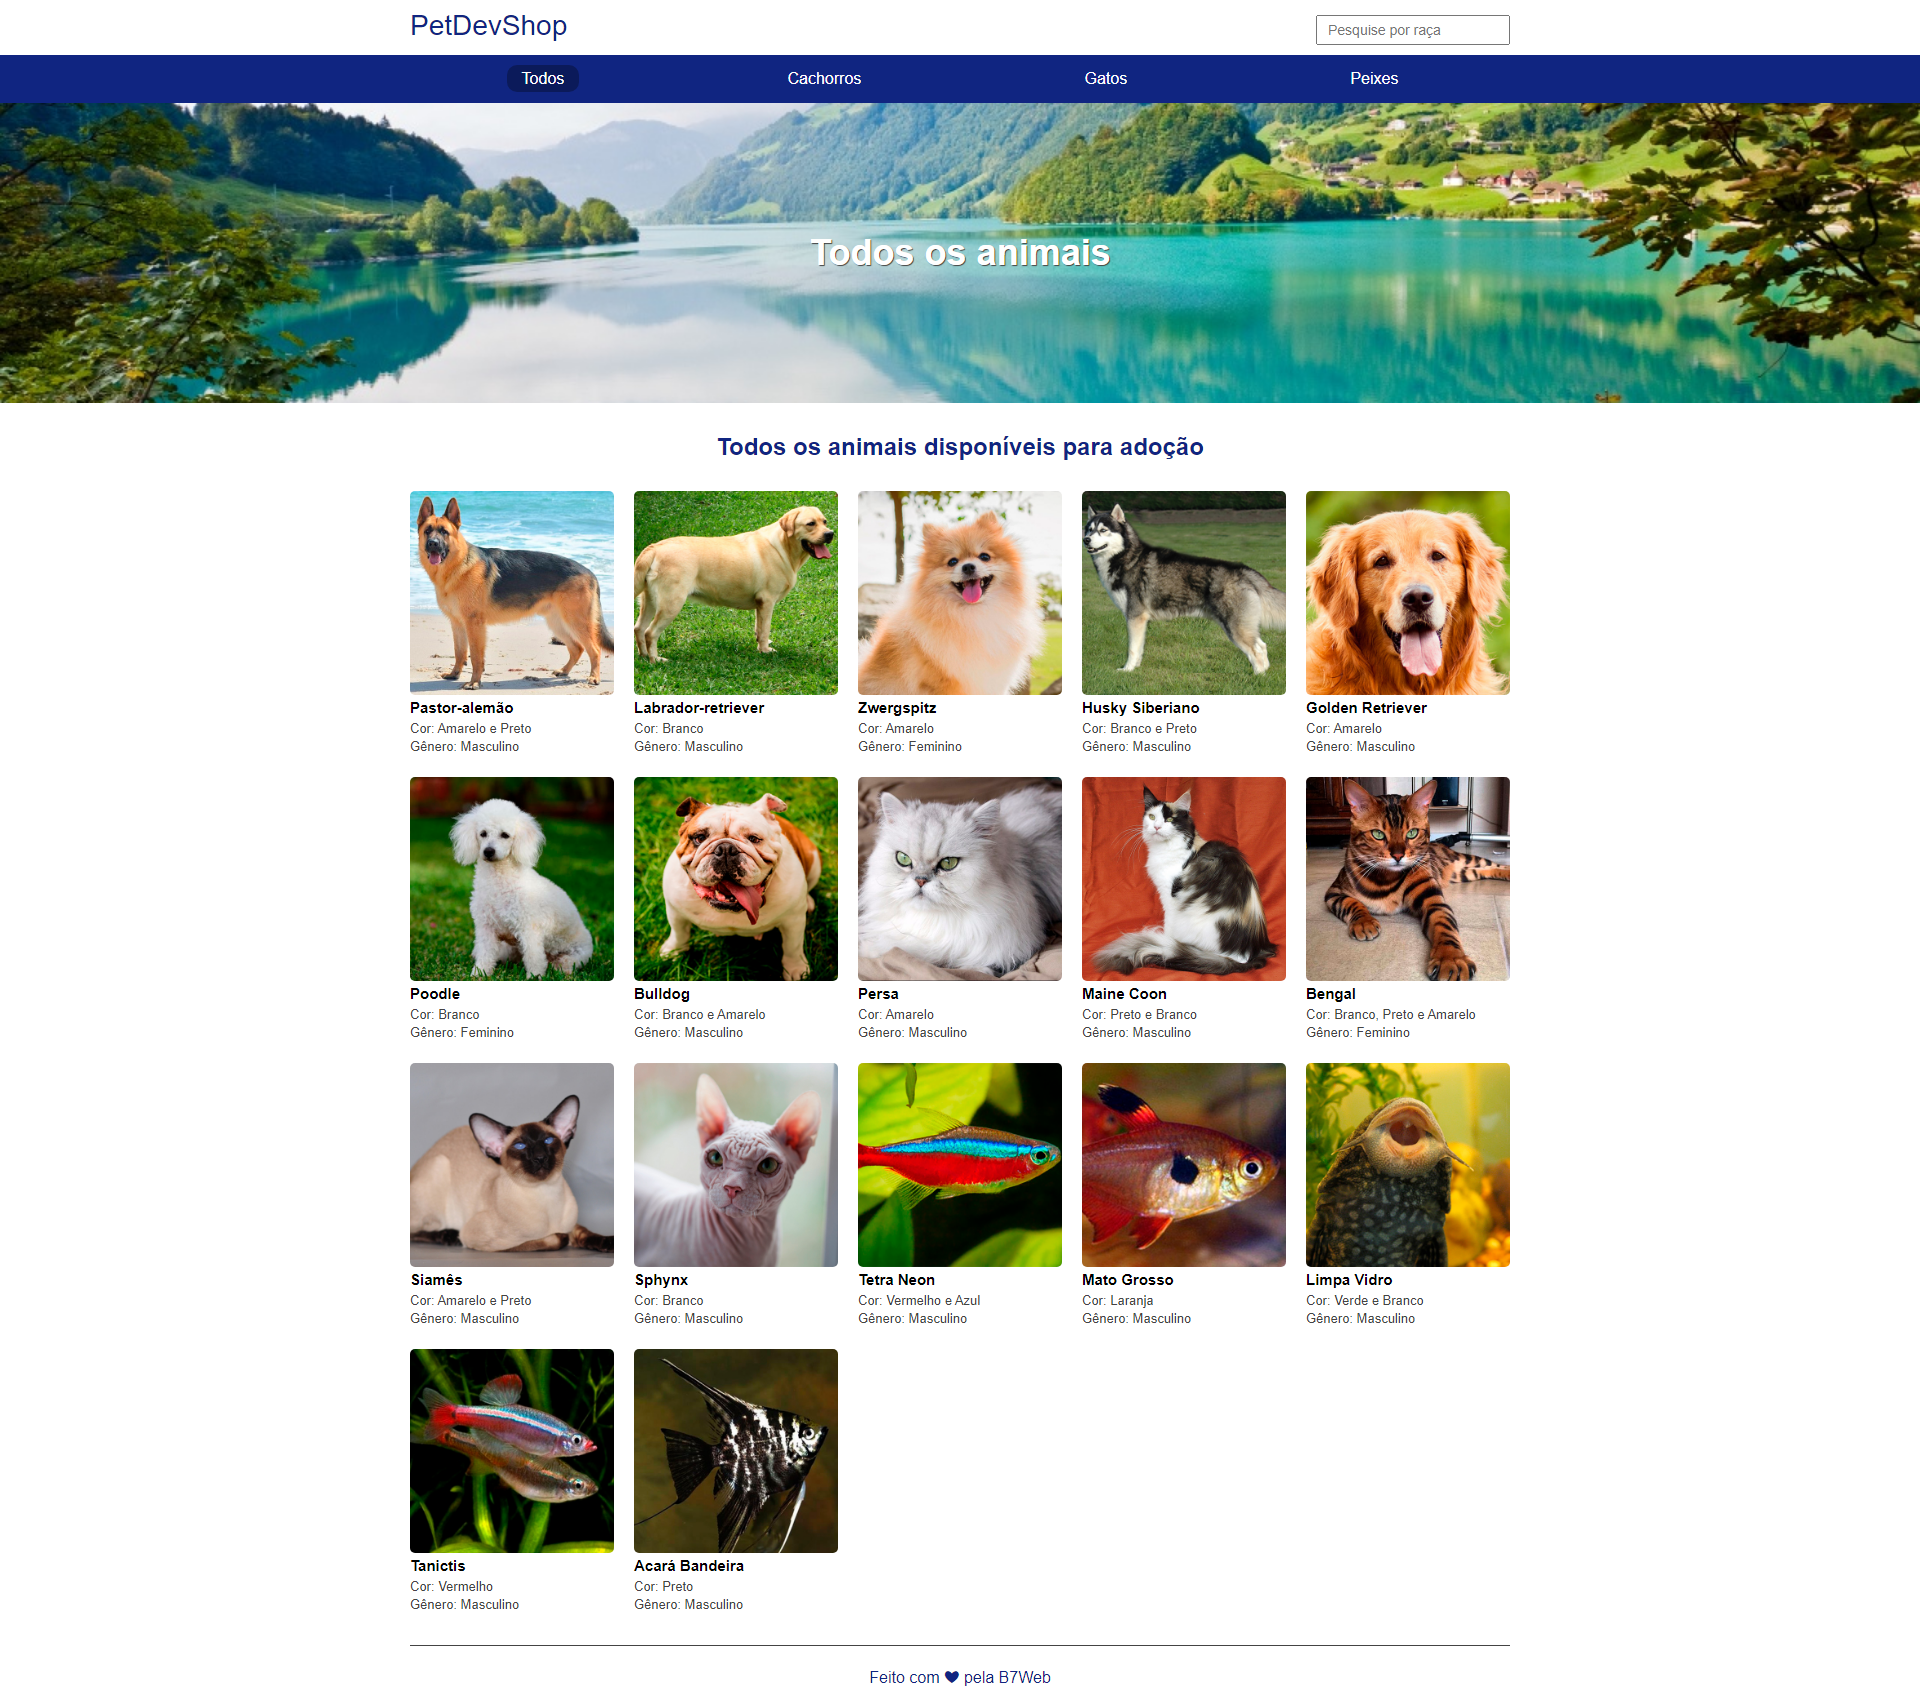 PetDevShop
Pesquise por raça
Todos
Cachorros
Gatos
Peixes
Todos os animais
Todos os animais disponíveis para adoção
Pastor-alemão
Cor: Amarelo e Preto
Gênero: Masculino
Labrador-retriever
Cor: Branco
Gênero: Masculino
Zwergspitz
Cor: Amarelo
Gênero: Feminino
Husky Siberiano
Cor: Branco e Preto
Gênero: Masculino
Golden Retriever
Cor: Amarelo
Gênero: Masculino
Poodle
Cor: Branco
Gênero: Feminino
Bulldog
Cor: Branco e Amarelo
Gênero: Masculino
Persa
Cor: Amarelo
Gênero: Masculino
Maine Coon
Cor: Preto e Branco
Gênero: Masculino
Bengal
Cor: Branco, Preto e Amarelo
Gênero: Feminino
Siamês
Cor: Amarelo e Preto
Gênero: Masculino
Sphynx
Cor: Branco
Gênero: Masculino
Tetra Neon
Cor: Vermelho e Azul
Gênero: Masculino
Mato Grosso
Cor: Laranja
Gênero: Masculino
Limpa Vidro
Cor: Verde e Branco
Gênero: Masculino
Tanictis
Cor: Vermelho
Gênero: Masculino
Acará Bandeira
Cor: Preto
Gênero: Masculino
Feito com ♥ pela B7Web